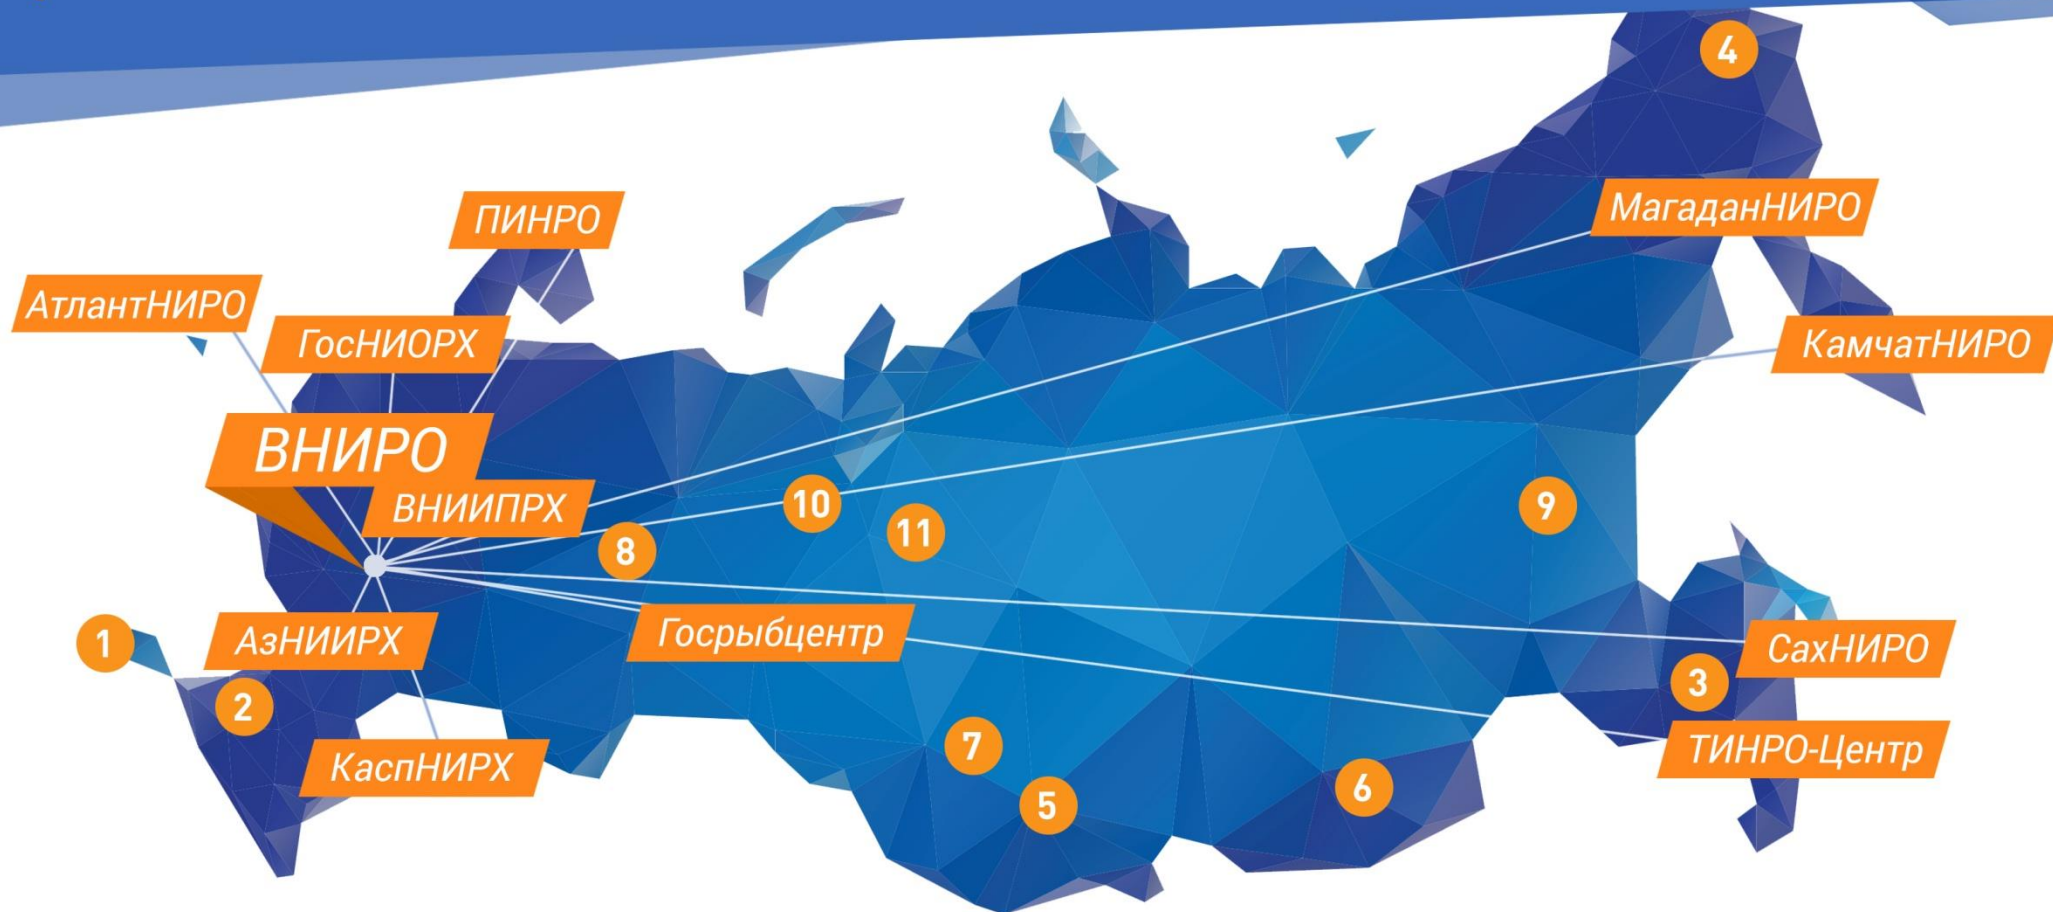 4
ПИНРО
МагаданНИРО
АтлантНИРО
ГосНИОРХ
КамчатНИРО
ВНИРО
ВНИИПРХ
10
9
11
8
1
АзНИИРХ
Госрыбцентр
СахНИРО
3
2
7
ТИНРО-Центр
КаспНИРХ
6
5